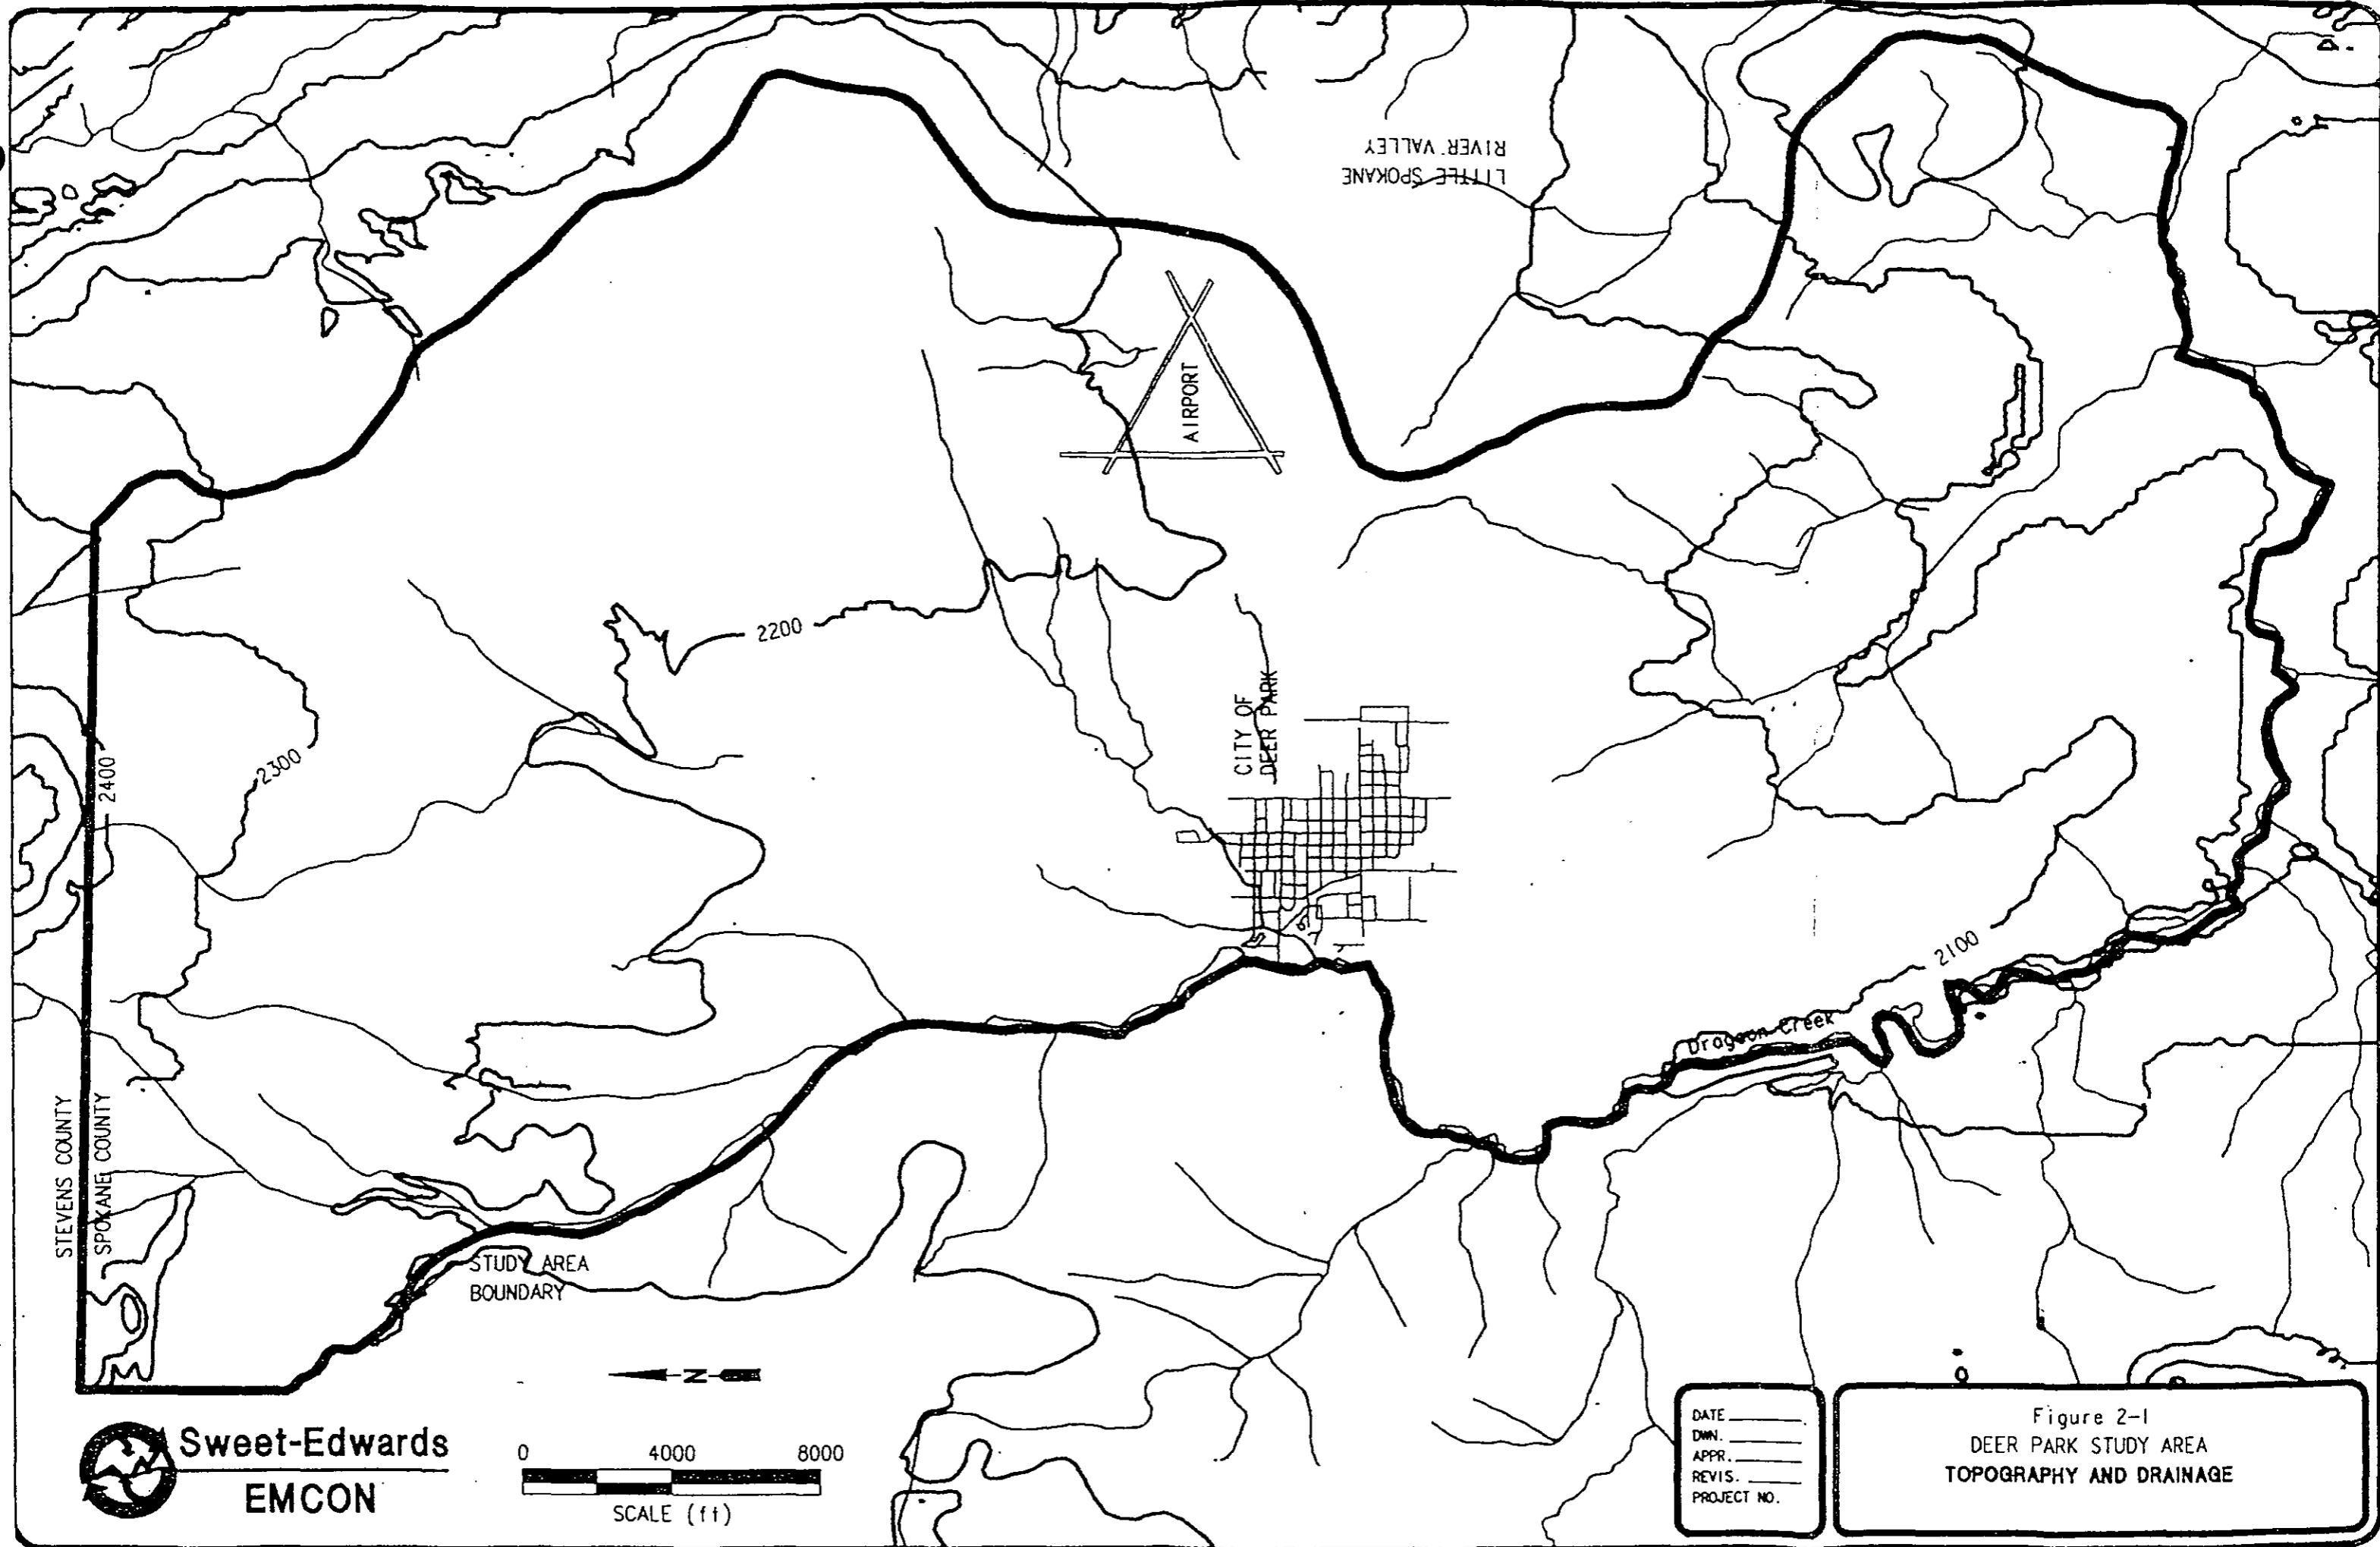 LITTLE SPOKANE
RIVER VALLEY
AIRPORT
2200
CITY OF
DEER PARK
2400
2300
2100
Dragoon Creek
STEVENS COUNTY
SPOKANE COUNTY
STUDY AREA
BOUNDARY
N
Sweet-Edwards
EMCON
0 4000 8000
SCALE (ft)
DATE
DWN.
APPR.
REVIS.
PROJECT NO.
Figure 2-1
DEER PARK STUDY AREA
TOPOGRAPHY AND DRAINAGE